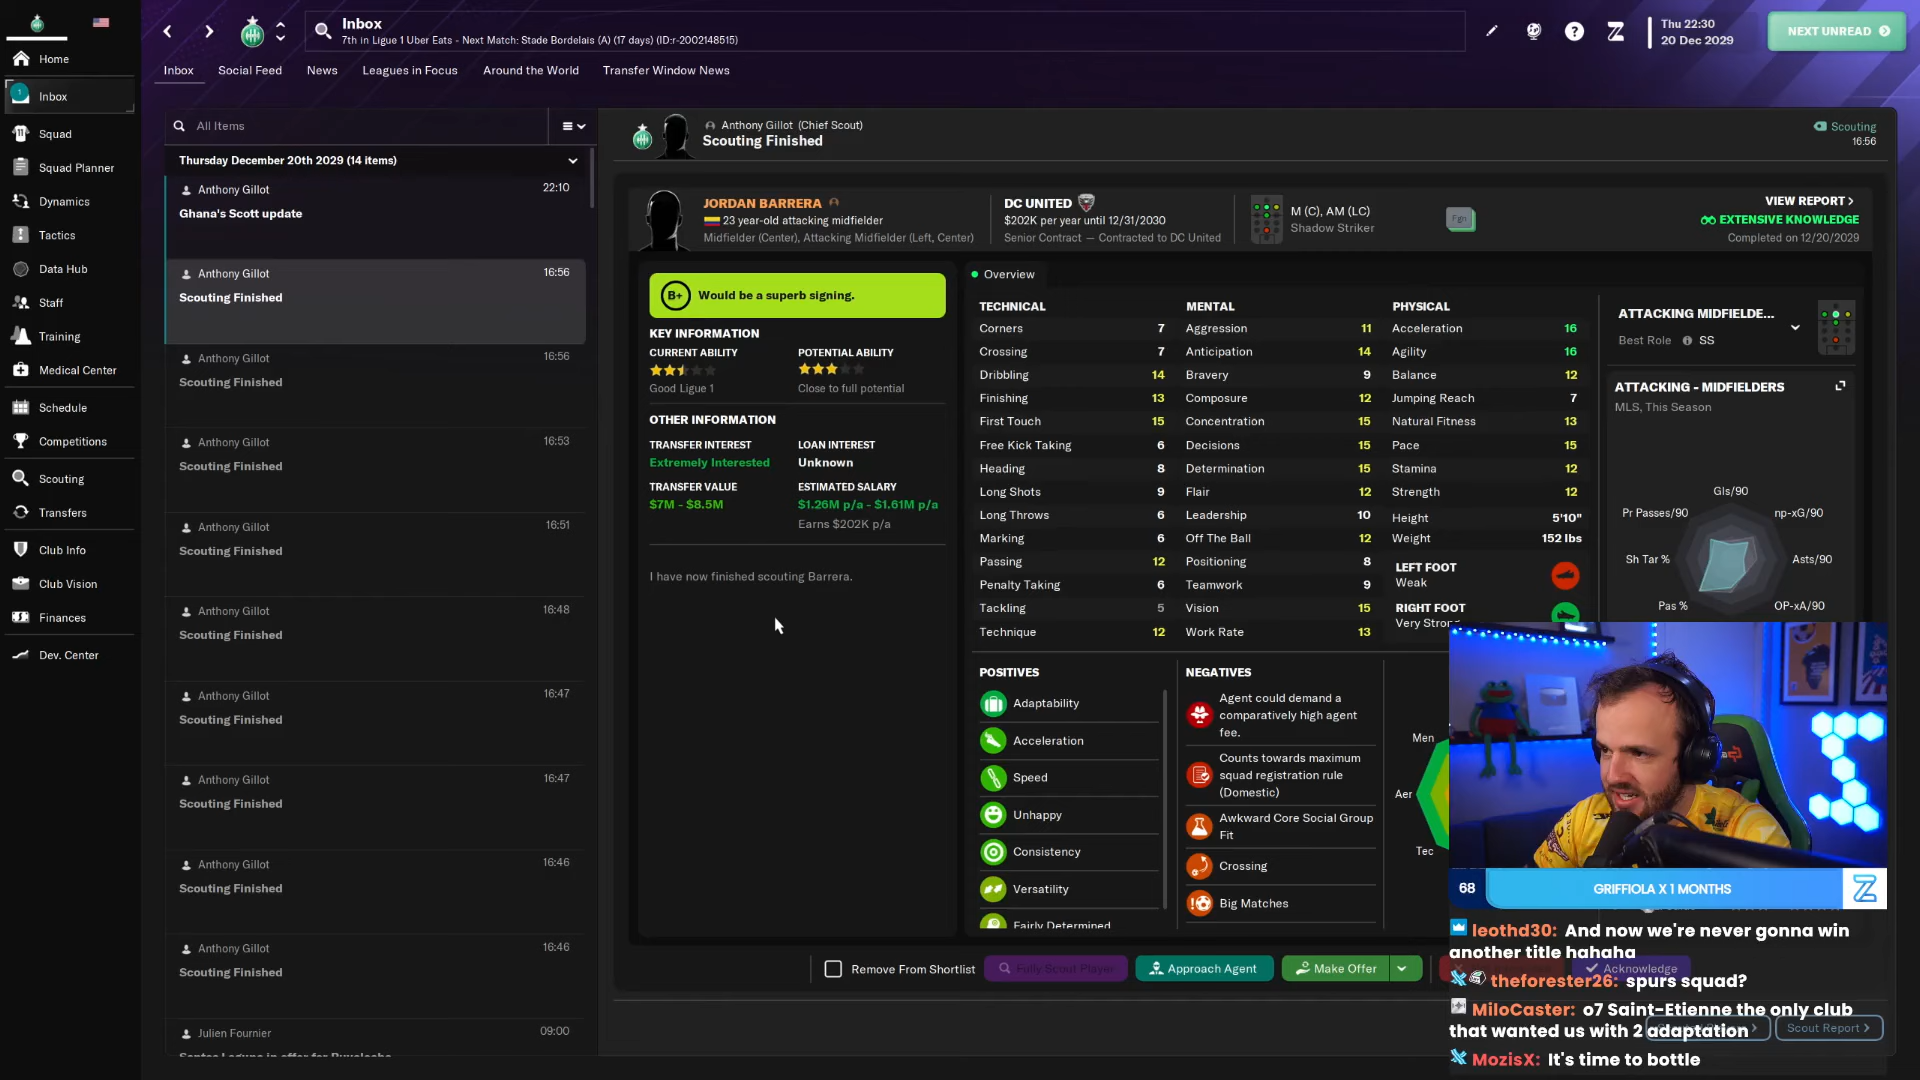 Inbox
7th in Ligue 1 Uber Eats - Next Match: Stade Bordelais (A) (17 days) (ID:r-2002148515)
Thu 22:30
20 Dec 2029
NEXT UNREAD
Home
1
Inbox
Squad
Squad Planner
Dynamics
Tactics
Data Hub
Staff
Training
Medical Center
Schedule
Competitions
Scouting
Transfers
Club Info
Club Vision
Finances
Dev. Center
Inbox
Social Feed
News
Leagues in Focus
Around the World
Transfer Window News
All Items
Thursday December 20th 2029 (14 items)
Anthony Gillot 22:10
Ghana's Scott update
Anthony Gillot 16:56
Scouting Finished
Anthony Gillot 16:56
Scouting Finished
Anthony Gillot 16:53
Scouting Finished
Anthony Gillot 16:51
Scouting Finished
Anthony Gillot 16:48
Scouting Finished
Anthony Gillot 16:47
Scouting Finished
Anthony Gillot 16:47
Scouting Finished
Anthony Gillot 16:46
Scouting Finished
Anthony Gillot 16:46
Scouting Finished
Julien Fournier 09:00
Anthony Gillot (Chief Scout)
Scouting Finished
Scouting
16:56
JORDAN BARRERA
23 year-old attacking midfielder
Midfielder (Center), Attacking Midfielder (Left, Center)
DC UNITED
$202K per year until 12/31/2030
Senior Contract – Contracted to DC United
M (C), AM (LC)
Shadow Striker
Fgn
VIEW REPORT >
EXTENSIVE KNOWLEDGE
Completed on 12/20/2029
B+ Would be a superb signing.
KEY INFORMATION
CURRENT ABILITY
Good Ligue 1
POTENTIAL ABILITY
Close to full potential
OTHER INFORMATION
TRANSFER INTEREST
Extremely Interested
LOAN INTEREST
Unknown
TRANSFER VALUE
$7M - $8.5M
ESTIMATED SALARY
$1.26M p/a - $1.61M p/a
Earns $202K p/a
I have now finished scouting Barrera.
Overview
TECHNICAL
Corners 7
Crossing 7
Dribbling 14
Finishing 13
First Touch 15
Free Kick Taking 6
Heading 8
Long Shots 9
Long Throws 6
Marking 6
Passing 12
Penalty Taking 6
Tackling 5
Technique 12
MENTAL
Aggression 11
Anticipation 14
Bravery 9
Composure 12
Concentration 15
Decisions 15
Determination 15
Flair 12
Leadership 10
Off The Ball 12
Positioning 8
Teamwork 9
Vision 15
Work Rate 13
PHYSICAL
Acceleration 16
Agility 16
Balance 12
Jumping Reach 7
Natural Fitness 13
Pace 15
Stamina 12
Strength 12
Height 5'10"
Weight 152 lbs
LEFT FOOT
Weak
RIGHT FOOT
Very Strong
ATTACKING MIDFIELDE...
Best Role SS
ATTACKING - MIDFIELDERS
MLS, This Season
Gls/90
Pr Passes/90
np-xG/90
Sh Tar %
Asts/90
Pas %
OP-xA/90
POSITIVES
Adaptability
Acceleration
Speed
Unhappy
Consistency
Versatility
Fairly Determined
NEGATIVES
Agent could demand a
comparatively high agent
fee.
Counts towards maximum
squad registration rule
(Domestic)
Awkward Core Social Group
Fit
Crossing
Big Matches
Men
Aer
Tec
Remove From Shortlist
Fully Scout Player
Approach Agent
Make Offer
Acknowledge
Scout Report >
68
GRIFFIOLA X 1 MONTHS
leothd30: And now we're never gonna win
another title hahaha
theforester26: spurs squad?
MiloCaster: o7 Saint-Etienne the only club
that wanted us with 2 adaptation
MozisX: It's time to bottle